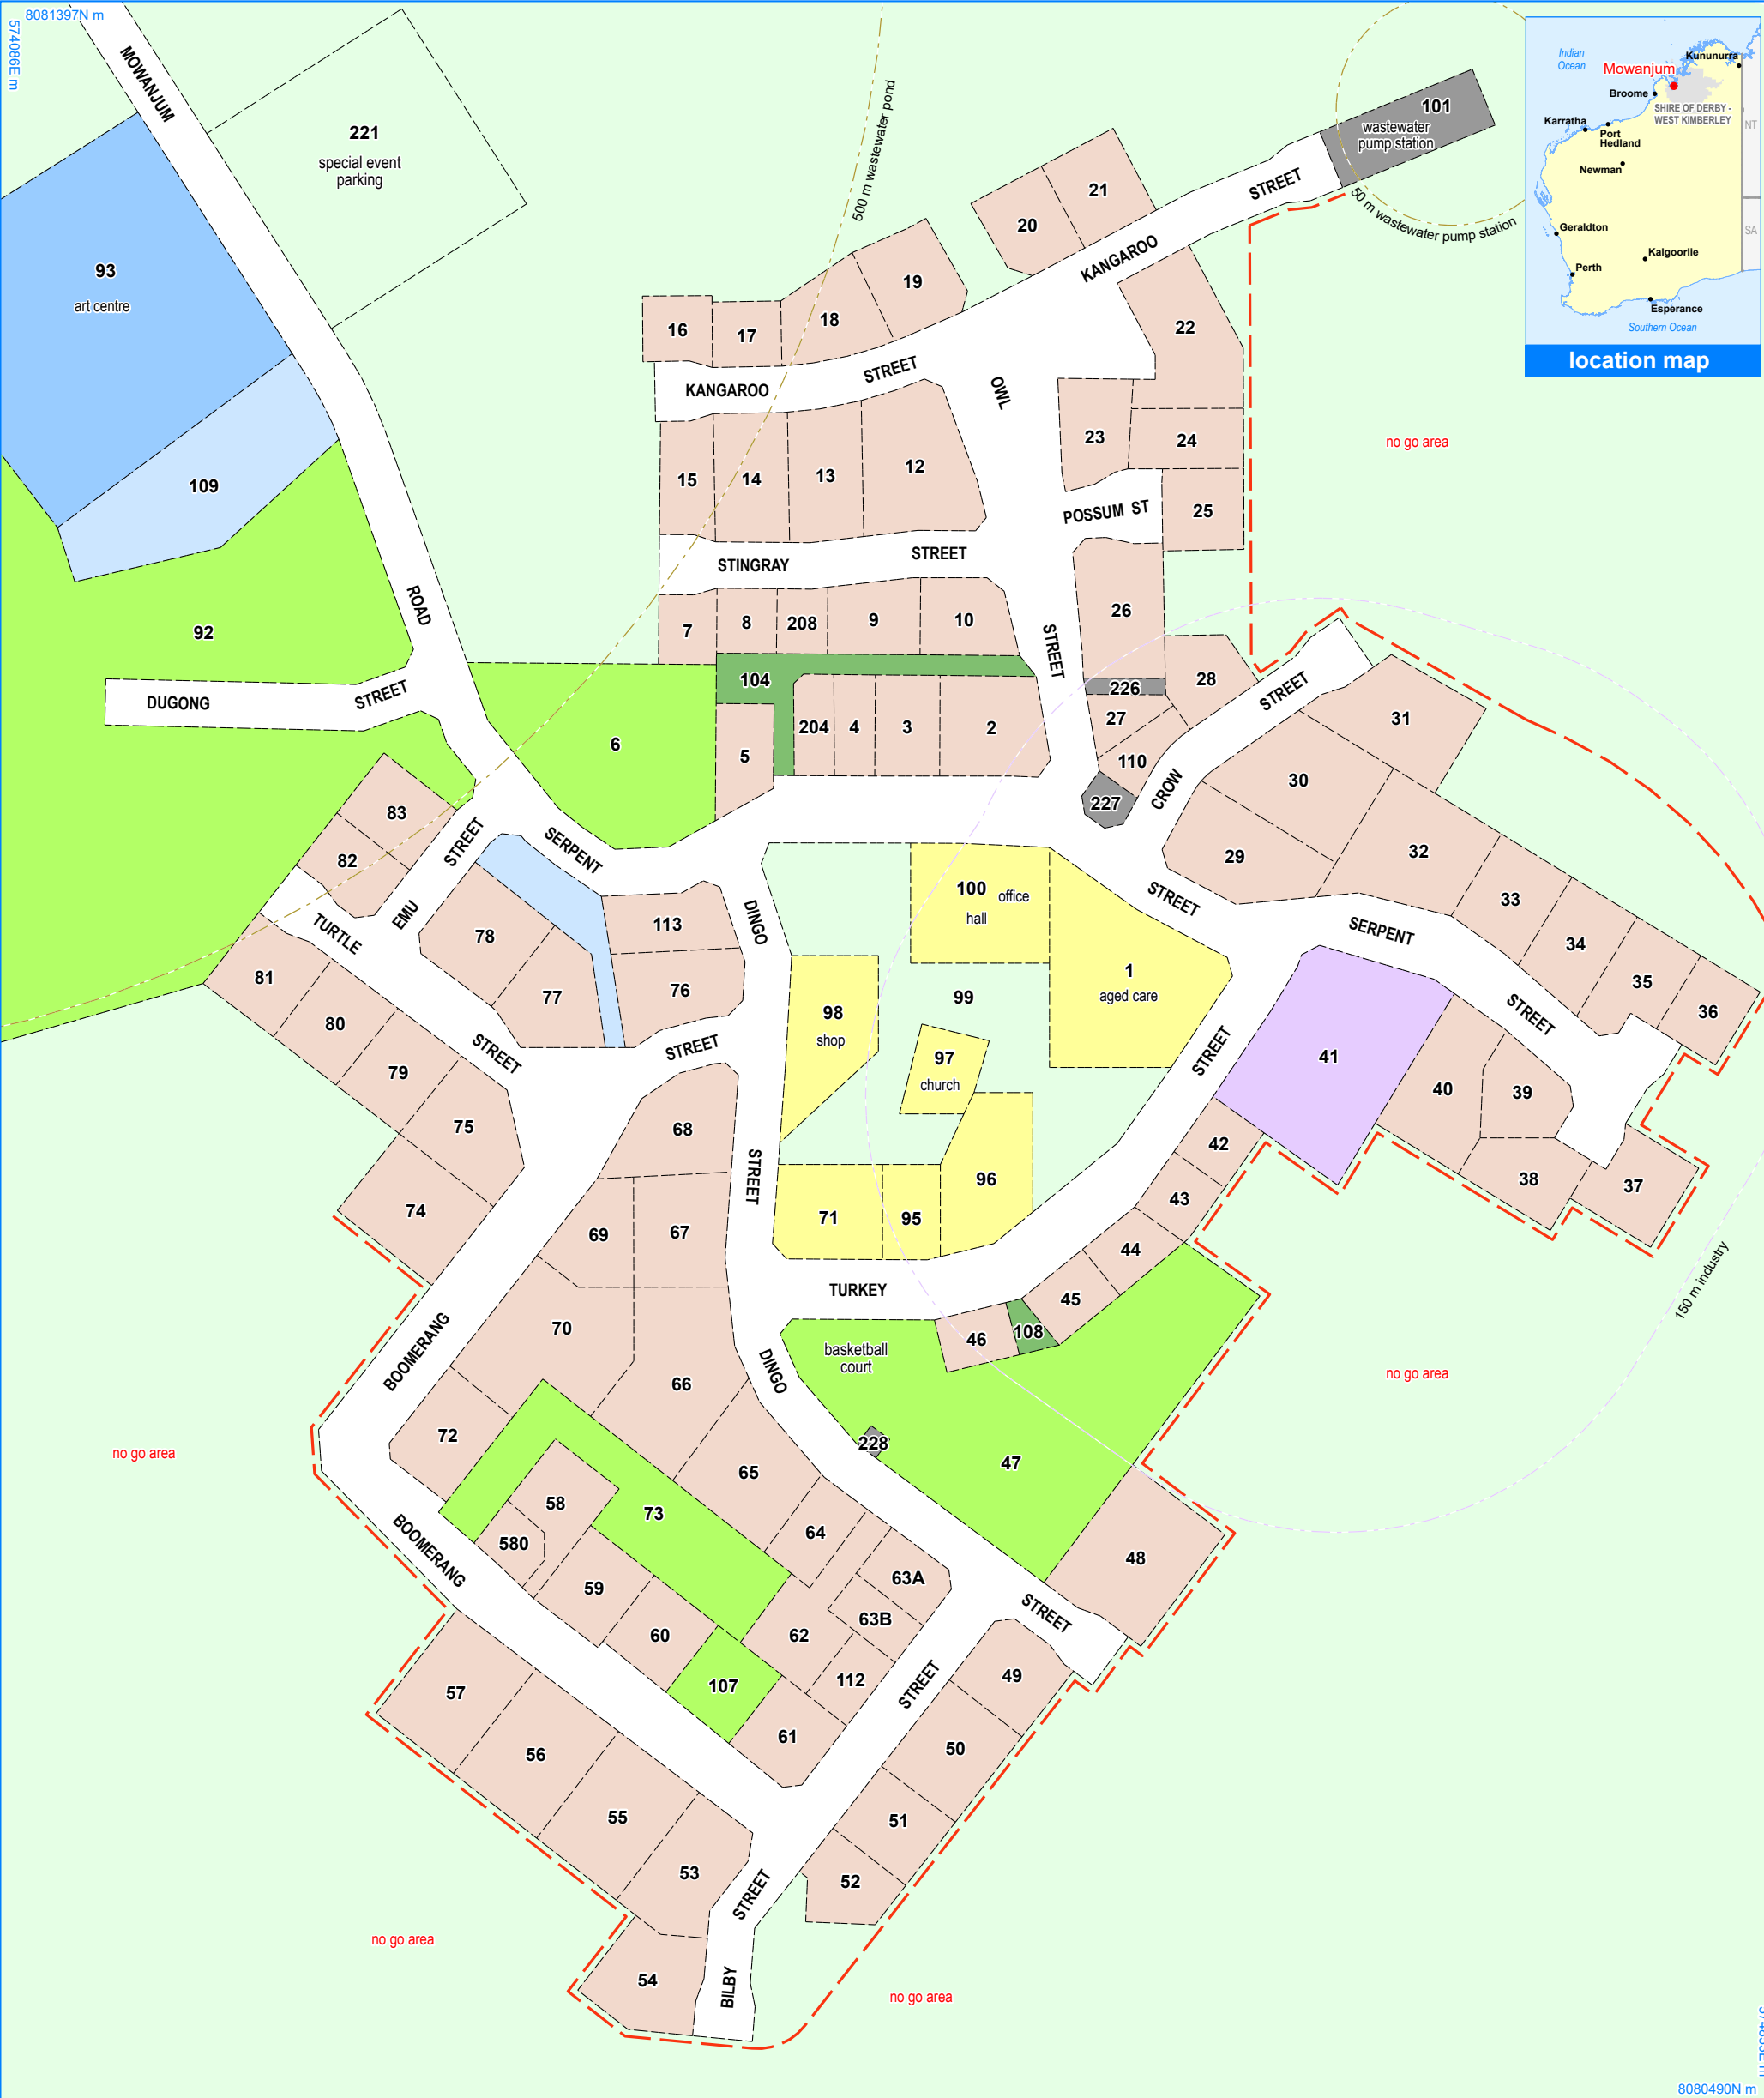 8081397N m
574086E m
MOWANJUM
221
special event
parking
500 m wastewater pond
101
wastewater
pump station
50 m wastewater pump station
Indian
Ocean
Kununurra
Mowanjum
Broome
SHIRE OF DERBY -
WEST KIMBERLEY
NT
Karratha
Port
Hedland
Newman
SA
Geraldton
Kalgoorlie
Perth
Esperance
Southern Ocean
location map
93
art centre
109
92
ROAD
DUGONG
STREET
20
21
STREET
KANGAROO
19
18
17
16
22
KANGAROO
STREET
OWL
23
24
25
no go area
15
14
13
12
POSSUM ST
STINGRAY
STREET
7
8
208
9
10
STREET
26
104
226
28
27
110
227
CROW
STREET
31
30
29
6
5
204
4
3
2
83
82
EMU
STREET
SERPENT
TURTLE
STREET
78
77
113
76
DINGO
STREET
81
80
79
75
74
100
office
hall
1
aged care
STREET
SERPENT
STREET
32
33
34
35
36
98
shop
99
97
church
96
95
71
STREET
41
40
39
38
37
42
43
44
45
108
46
TURKEY
68
69
67
STREET
70
66
BOOMERANG
72
DINGO
basketball
court
228
47
150 m industry
no go area
no go area
65
64
73
58
580
59
60
BOOMERANG
63A
63B
62
112
107
61
48
STREET
49
50
51
52
STREET
57
56
55
53
54
STREET
BILBY
no go area
no go area
8080490N m